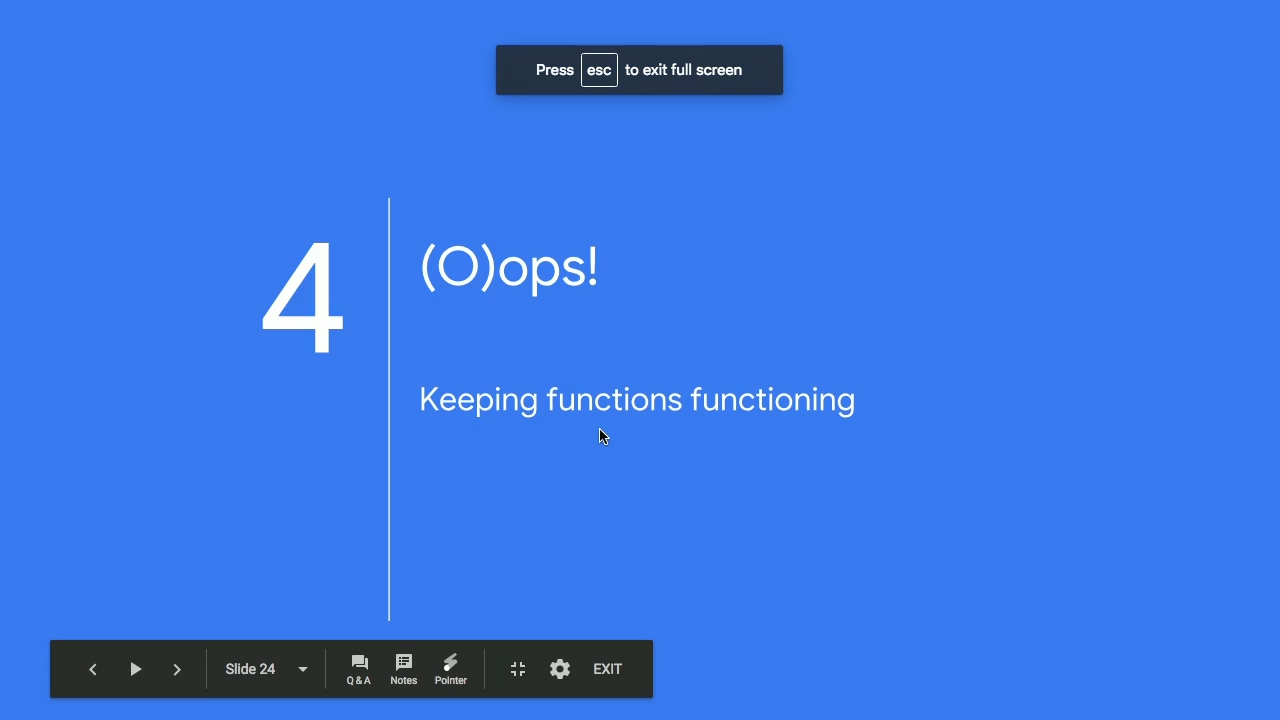 Press esc to exit full screen
4
(O)ops!
Keeping functions functioning
Slide 24
Q & A
Notes
Pointer
EXIT